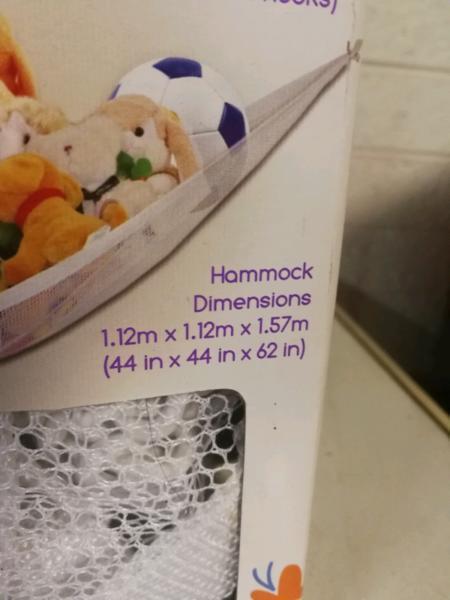 Hammock
Dimensions
1.12m x 1.12m x 1.57m
(44 in x 44 in x 62 in)